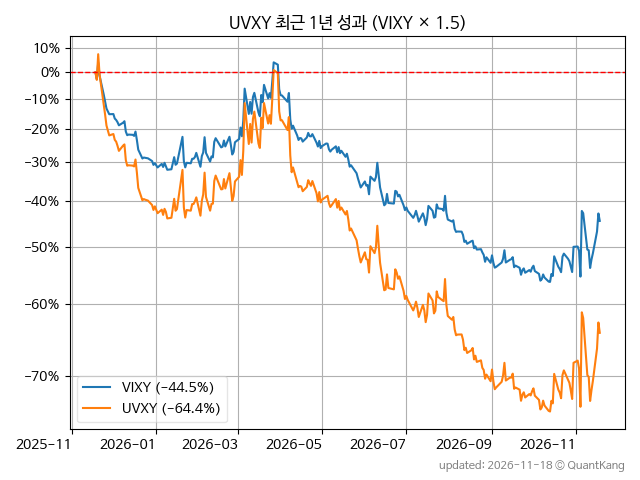 UVXY 최근 1년 성과 (VIXY × 1.5)
10%
0%
−10%
−20%
−30%
−40%
−50%
−60%
−70%
VIXY (−44.5%)
UVXY (−64.4%)
2025-11 2026-01 2026-03 2026-05 2026-07 2026-09 2026-11
updated: 2026-11-18 © QuantKang